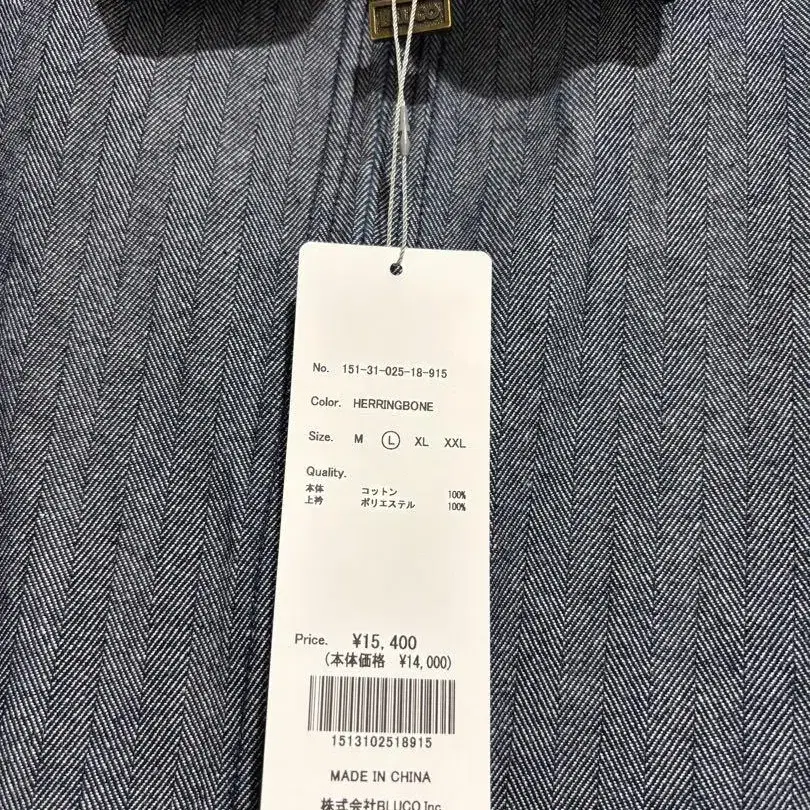 BLUCO
No. 151-31-025-18-915
Color. HERRINGBONE
Size. M L XL XXL
Quality.
本体 コットン 100%
上衿 ポリエステル 100%
Price. ¥15,400
(本体価格 ¥14,000)
1513102518915
MADE IN CHINA
株式会社BLUCO Inc.